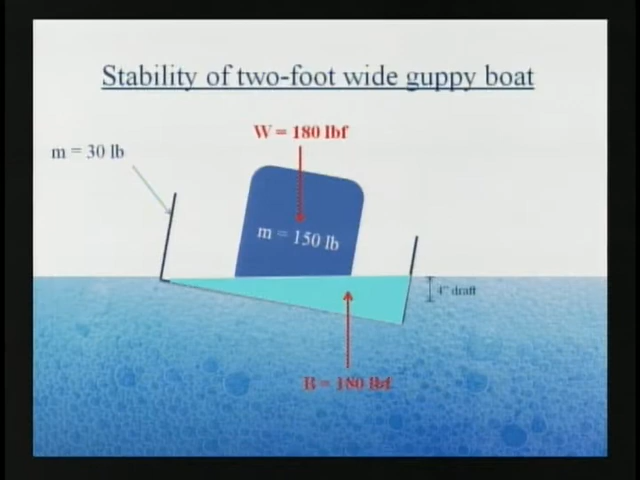 Stability of two-foot wide guppy boat
W = 180 lbf
m = 30 lb
m = 150 lb
4" draft
B = 180 lbf